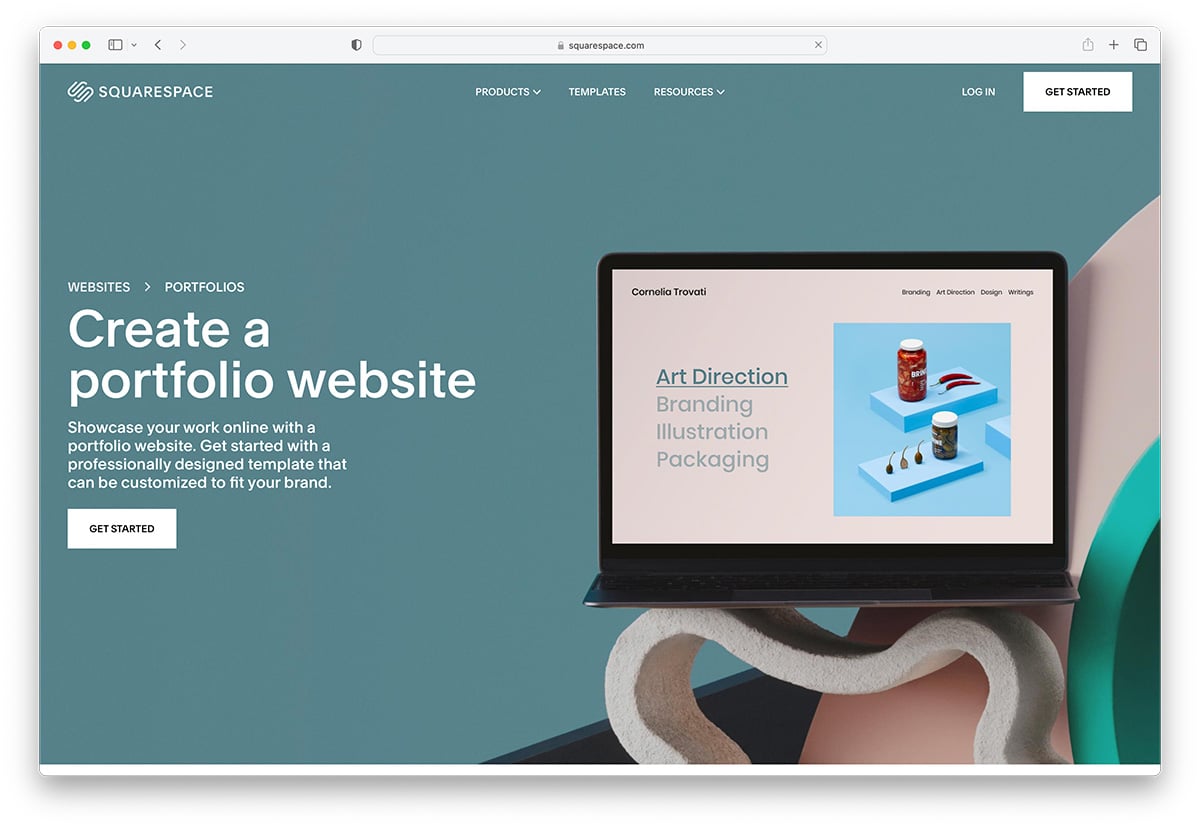 squarespace.com
SQUARESPACE
PRODUCTS
TEMPLATES
RESOURCES
LOG IN
GET STARTED
WEBSITES
PORTFOLIOS
Create a
portfolio website
Showcase your work online with a
portfolio website. Get started with a
professionally designed template that
can be customized to fit your brand.
GET STARTED
Cornelia Trovati
Branding
Art Direction
Design
Writings
Art Direction
Branding
Illustration
Packaging